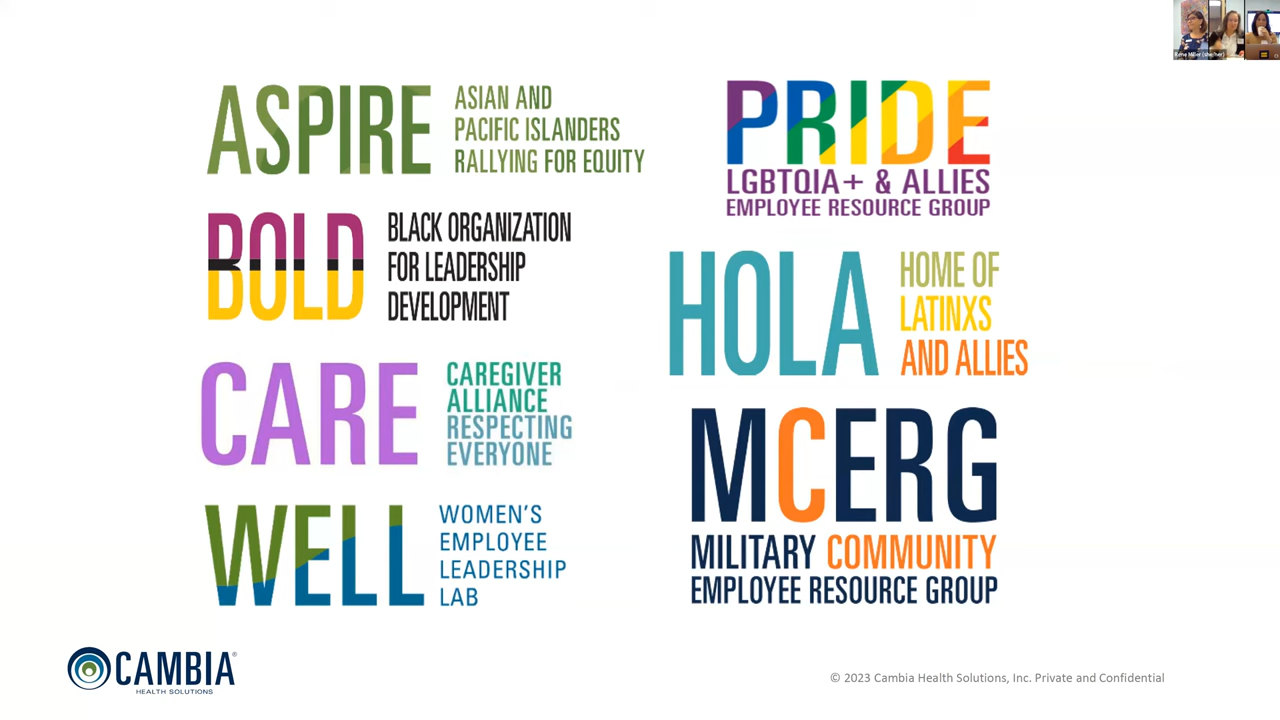 ASPIRE
ASIAN AND
PACIFIC ISLANDERS
RALLYING FOR EQUITY
BOLD
BLACK ORGANIZATION
FOR LEADERSHIP
DEVELOPMENT
CARE
CAREGIVER
ALLIANCE
RESPECTING
EVERYONE
WELL
WOMEN'S
EMPLOYEE
LEADERSHIP
LAB
PRIDE
LGBTQIA+ & ALLIES
EMPLOYEE RESOURCE GROUP
HOLA
HOME OF
LATINXS
AND ALLIES
MCERG
MILITARY COMMUNITY
EMPLOYEE RESOURCE GROUP
CAMBIA®
HEALTH SOLUTIONS
© 2023 Cambia Health Solutions, Inc. Private and Confidential